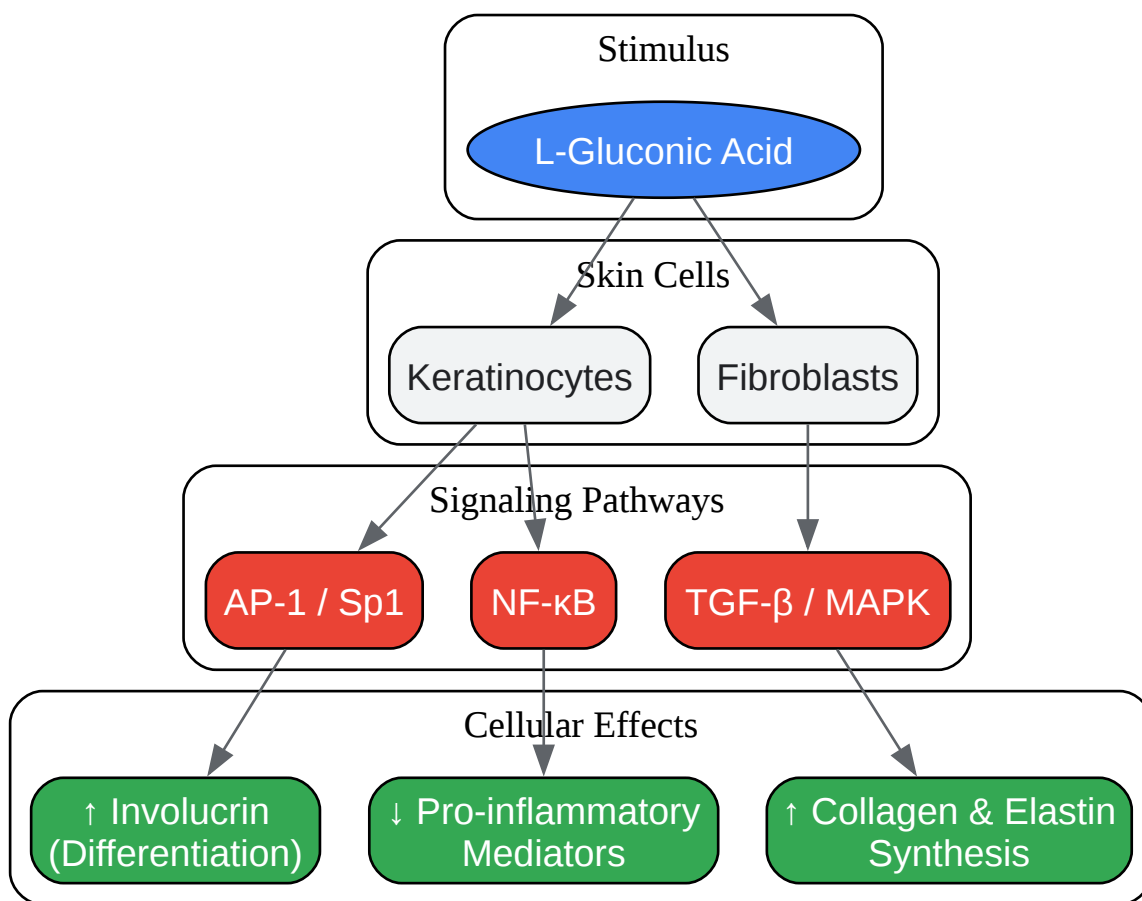 Stimulus
L-Gluconic Acid
Skin Cells
Keratinocytes
Fibroblasts
Signaling Pathways
AP-1 / Sp1
NF-κB
TGF-β / MAPK
Cellular Effects
↑ Involucrin
(Differentiation)
↓ Pro-inflammatory
Mediators
↑ Collagen & Elastin
Synthesis